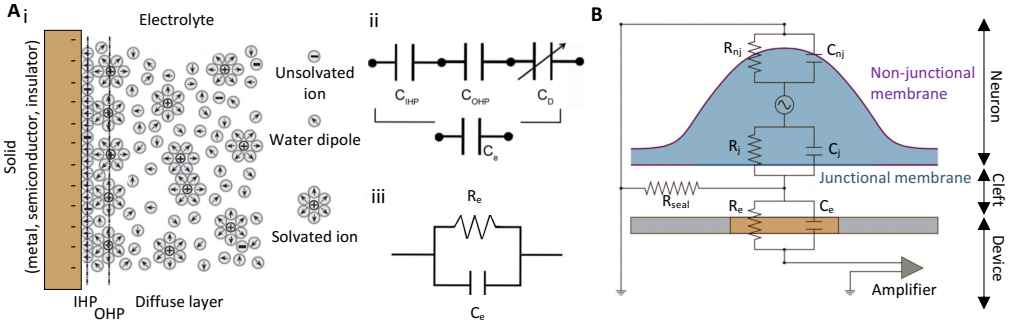 A
i
Electrolyte
Solid
(metal, semiconductor, insulator)
Unsolvated
ion
Water dipole
Solvated ion
IHP
OHP
Diffuse layer
ii
C_IHP
C_OHP
C_D
C_e
iii
R_e
C_e
B
R_nj
C_nj
Non-junctional
membrane
R_j
C_j
Junctional membrane
R_seal
R_e
C_e
Amplifier
Neuron
Cleft
Device